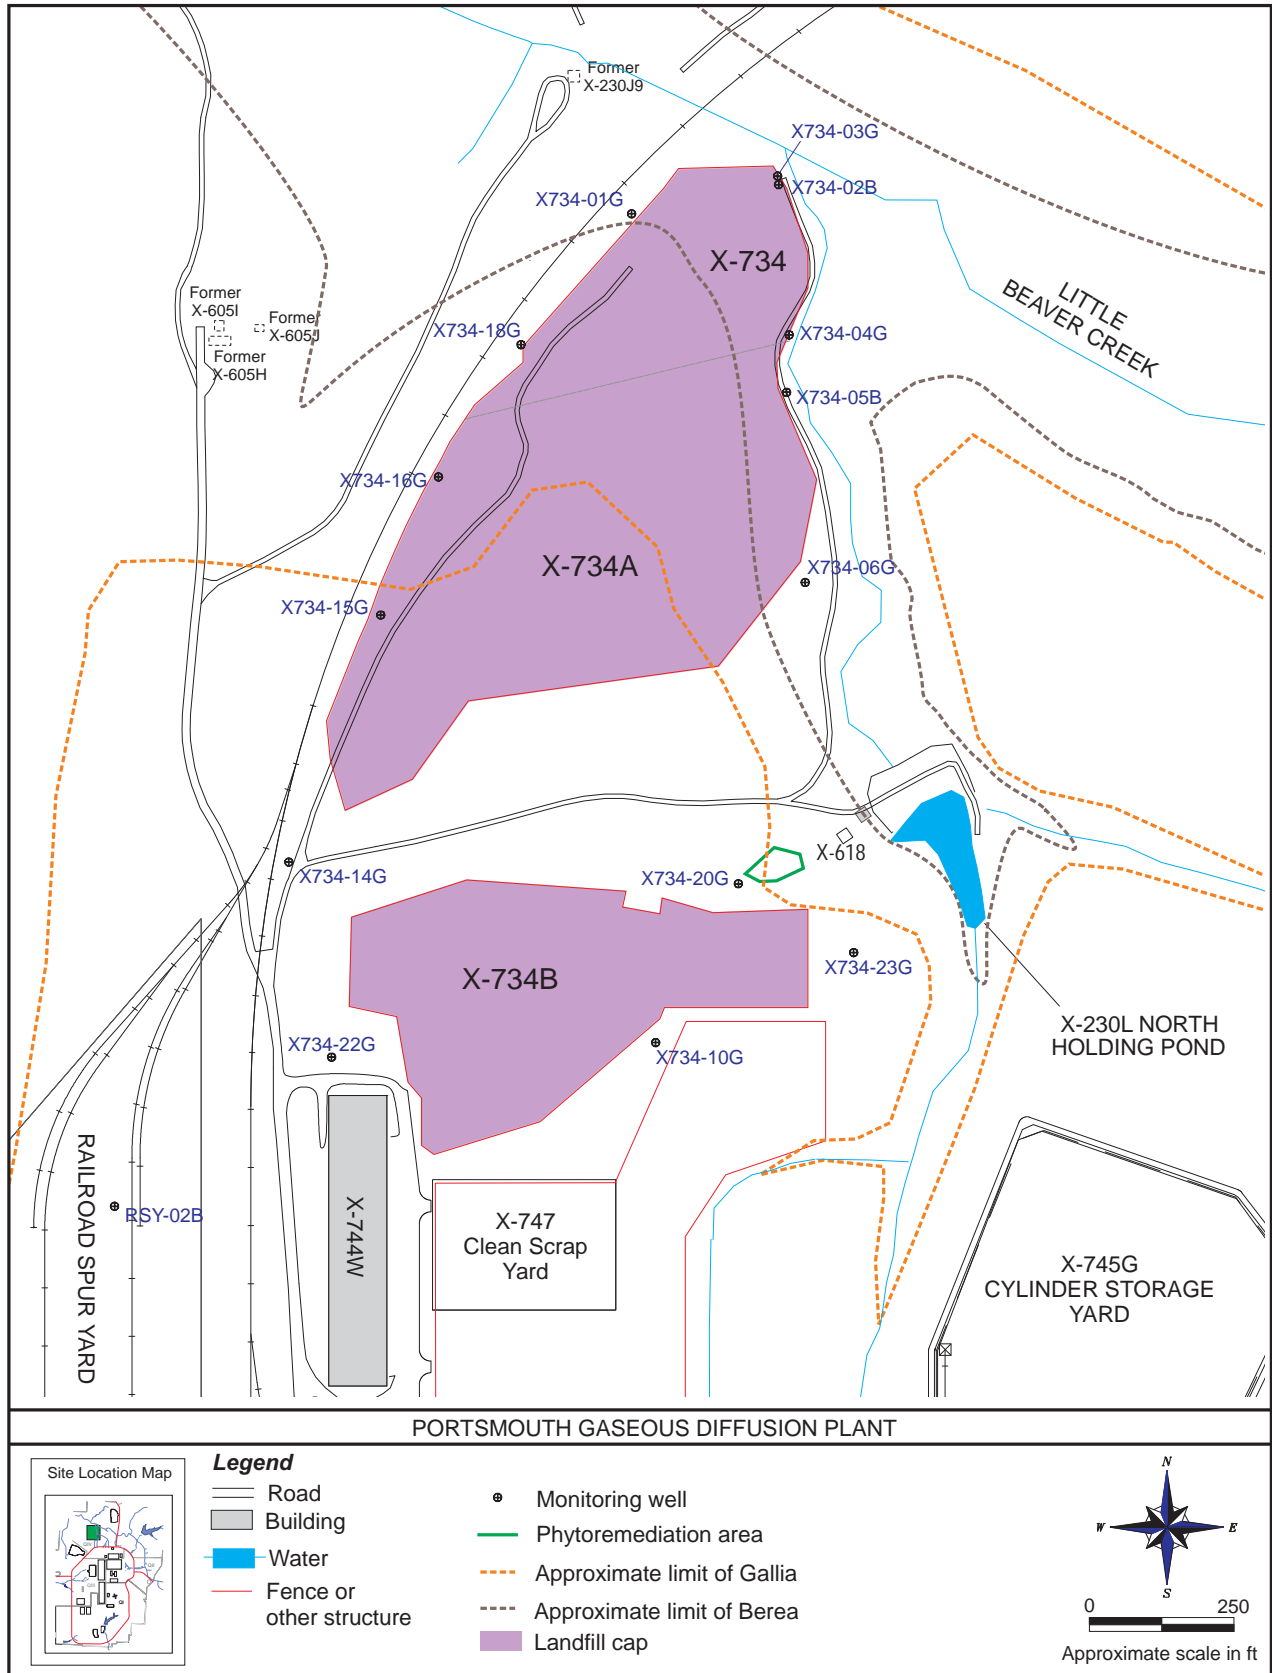 Former
X-230J9
X734-03G
X734-02B
X734-01G
X-734
LITTLE
BEAVER CREEK
Former
X-605I
Former
X-605J
Former
X-605H
X734-18G
X734-04G
X734-05B
X734-16G
X-734A
X734-06G
X734-15G
X-618
X734-14G
X734-20G
X-734B
X734-23G
X-230L NORTH
HOLDING POND
X734-22G
X734-10G
RAILROAD SPUR YARD
RSY-02B
X-744W
X-747
Clean Scrap
Yard
X-745G
CYLINDER STORAGE
YARD
PORTSMOUTH GASEOUS DIFFUSION PLANT
Site Location Map
Legend
Road
Building
Water
Fence or
other structure
Monitoring well
Phytoremediation area
Approximate limit of Gallia
Approximate limit of Berea
Landfill cap
N
W
E
S
0 250
Approximate scale in ft